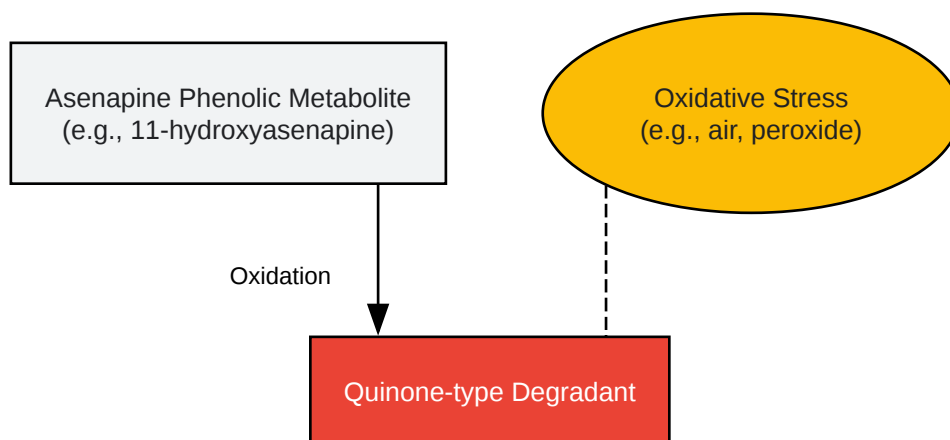 Asenapine Phenolic Metabolite
(e.g., 11-hydroxyasenapine)
Oxidative Stress
(e.g., air, peroxide)
Oxidation
Quinone-type Degradant